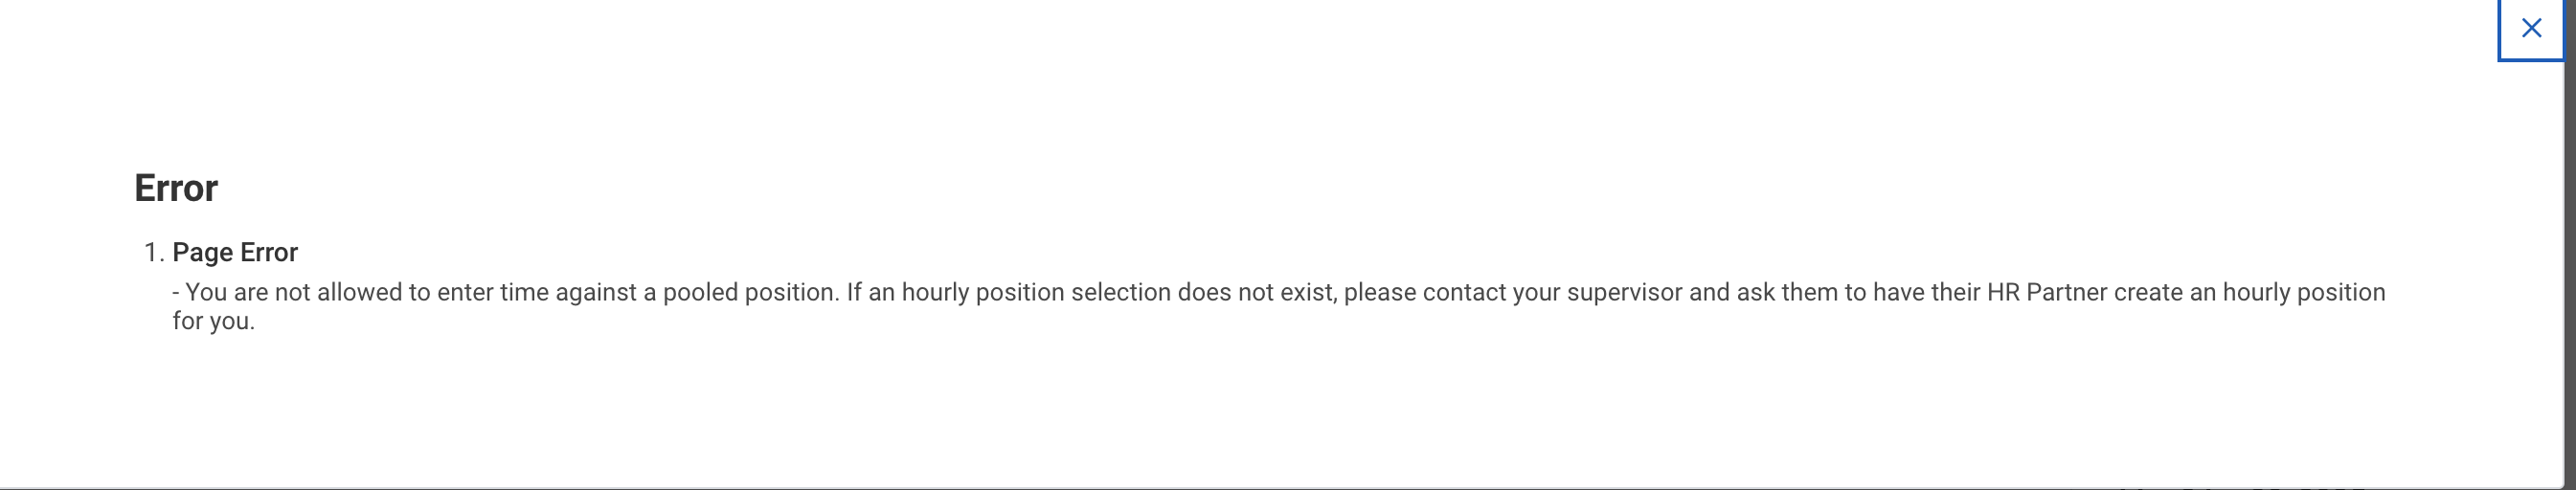 Error
1. Page Error
- You are not allowed to enter time against a pooled position. If an hourly position selection does not exist, please contact your supervisor and ask them to have their HR Partner create an hourly position
for you.